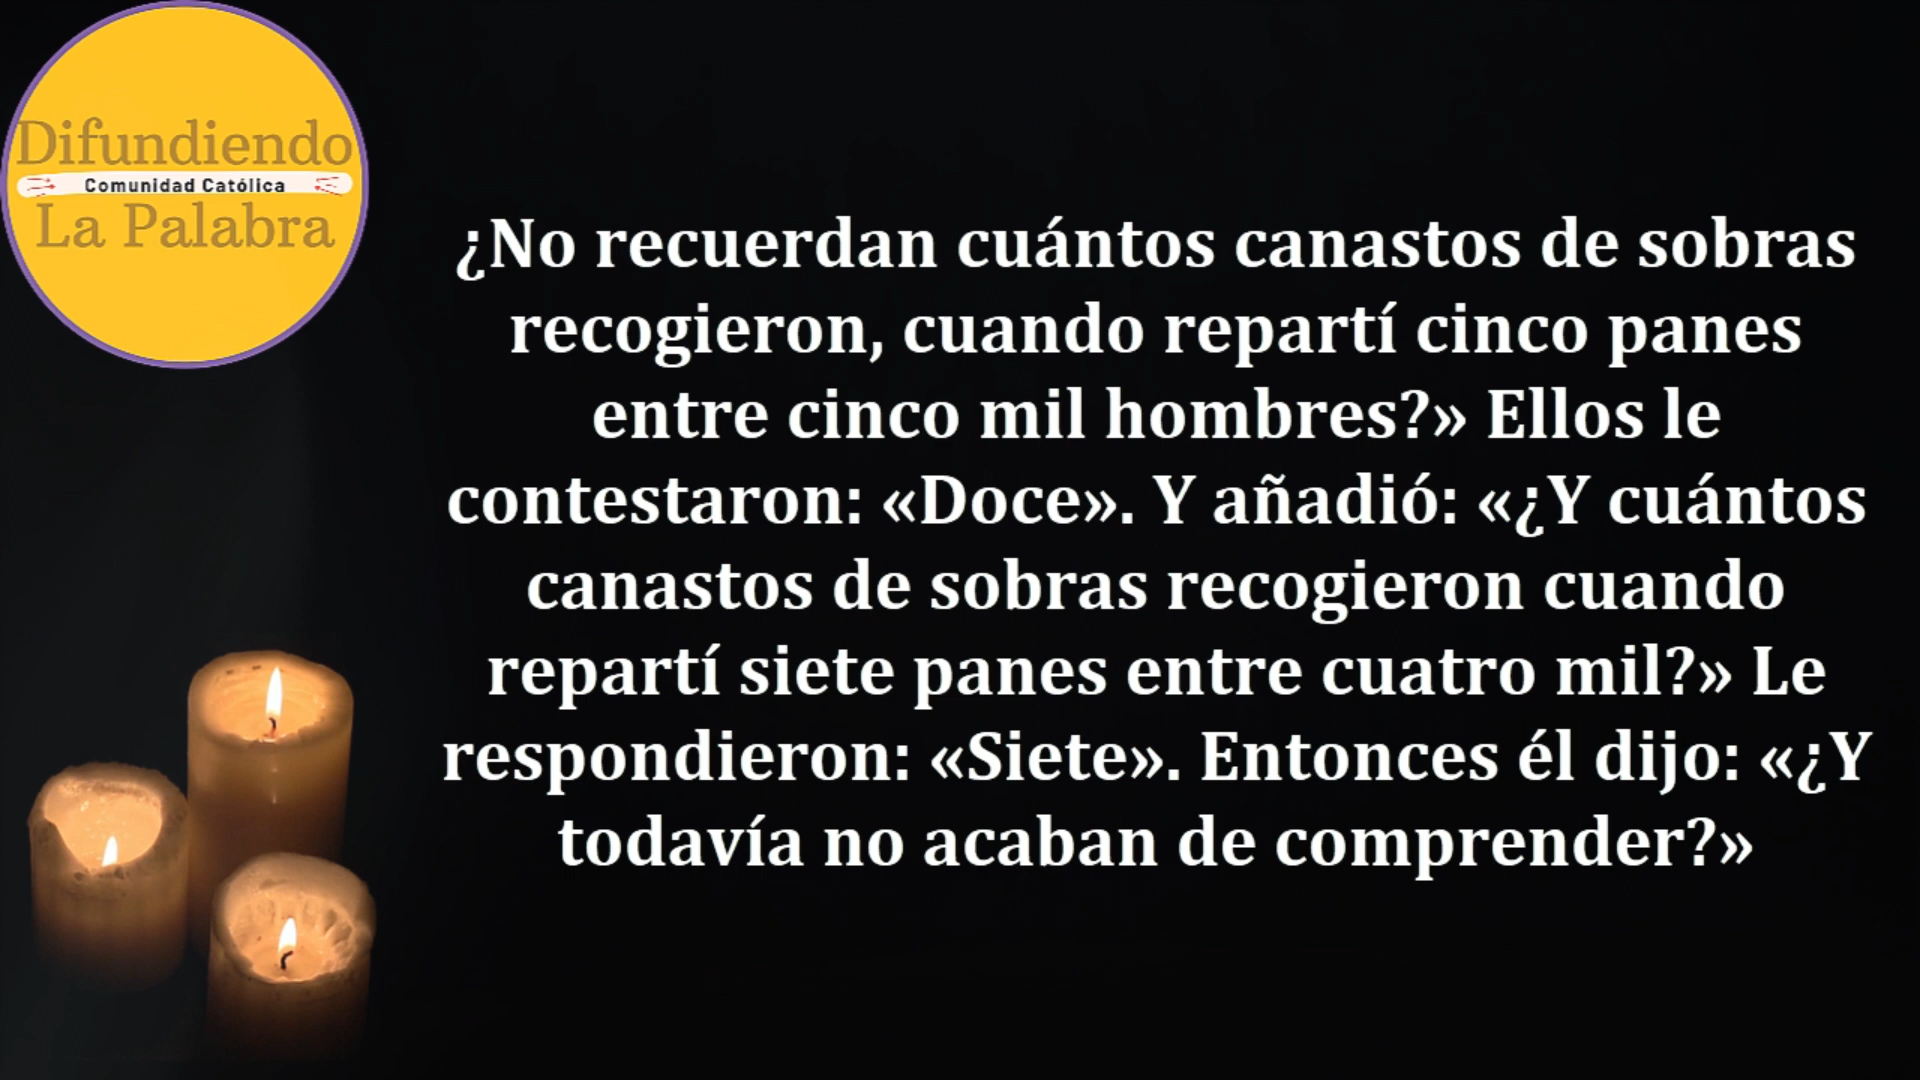 Difundiendo
Comunidad Católica
La Palabra
¿No recuerdan cuántos canastos de sobras
recogieron, cuando repartí cinco panes
entre cinco mil hombres?» Ellos le
contestaron: «Doce». Y añadió: «¿Y cuántos
canastos de sobras recogieron cuando
repartí siete panes entre cuatro mil?» Le
respondieron: «Siete». Entonces él dijo: «¿Y
todavía no acaban de comprender?»